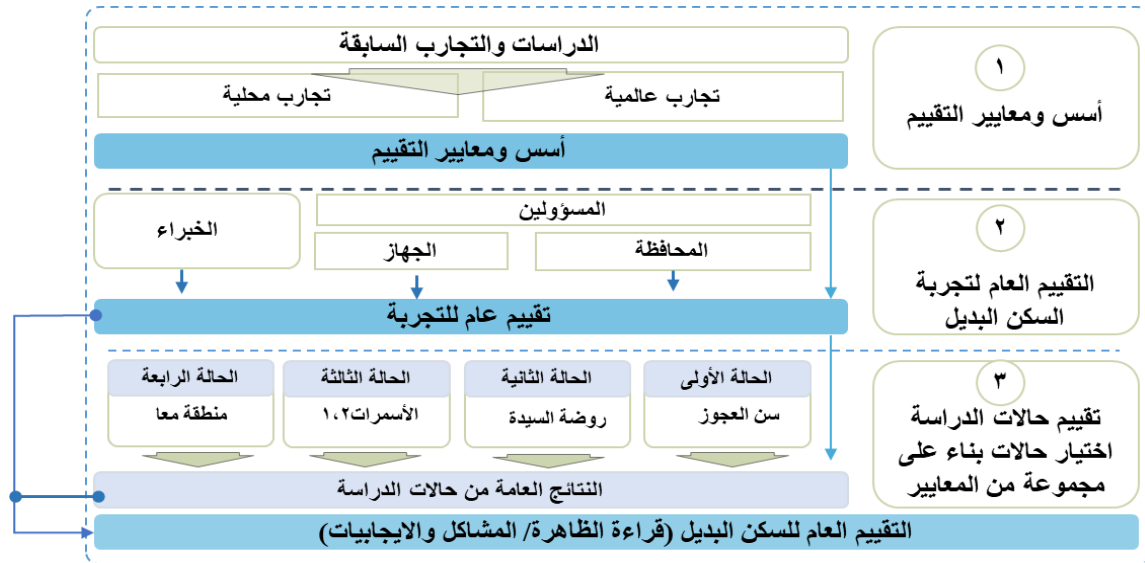 ١
أسس ومعايير التقييم
الدراسات والتجارب السابقة
تجارب عالمية
تجارب محلية
أسس ومعايير التقييم
٢
التقييم العام لتجربة
السكن البديل
المسؤولين
المحافظة
الجهاز
الخبراء
تقييم عام للتجربة
٣
تقييم حالات الدراسة
اختيار حالات بناء على
مجموعة من المعايير
الحالة الأولى
سن العجوز
الحالة الثانية
روضة السيدة
الحالة الثالثة
الأسمرات١،٢
الحالة الرابعة
منطقة معا
النتائج العامة من حالات الدراسة
التقييم العام للسكن البديل (قراءة الظاهرة/ المشاكل والايجابيات)